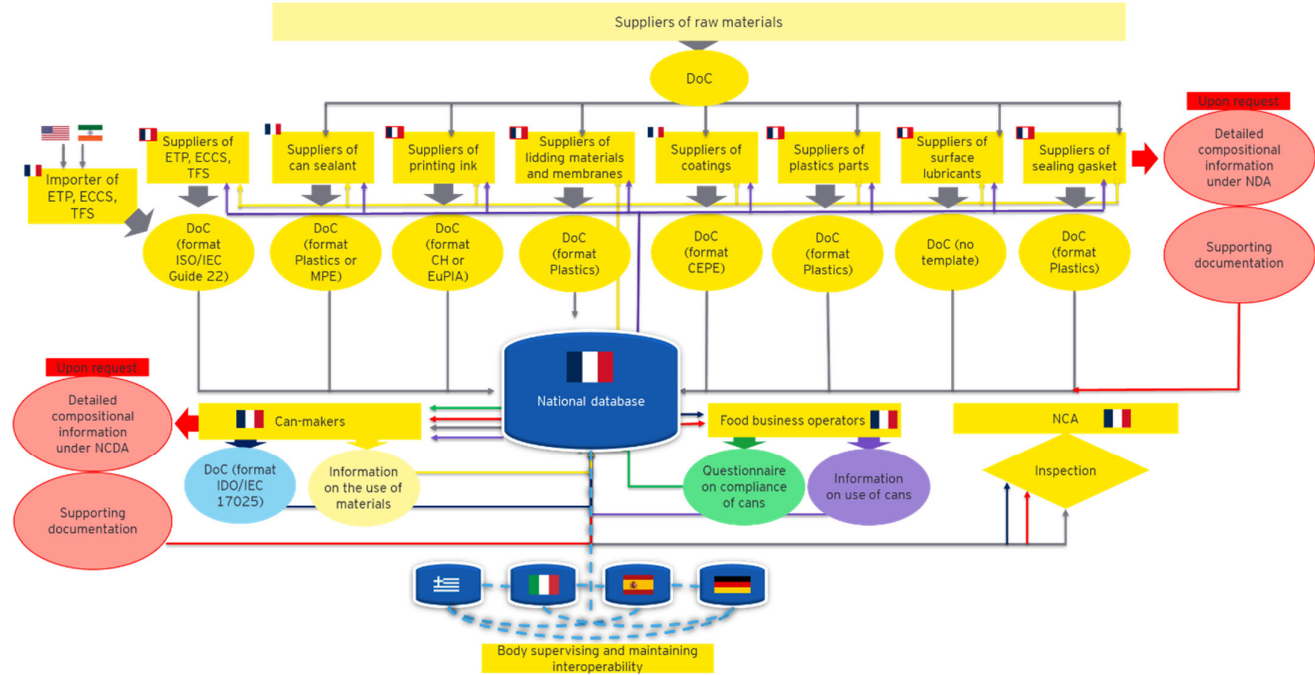 Suppliers of raw materials
DoC
Upon request
Detailed
compositional
information
under NDA
Supporting
documentation
Importer of
ETP, ECCS,
TFS
Suppliers of
ETP, ECCS,
TFS
Suppliers of
can sealant
Suppliers of
printing ink
Suppliers of
lidding materials
and membranes
Suppliers of
coatings
Suppliers of
plastics parts
Suppliers of
surface
lubricants
Suppliers of
sealing gasket
DoC
(format
ISO/IEC
Guide 22)
DoC
(format
Plastics or
MPE)
DoC
(format
CH or
EuPIA)
DoC
(format
Plastics)
DoC
(format
CEPE)
DoC
(format
Plastics)
DoC (no
template)
DoC
(format
Plastics)
National database
Upon request
Detailed
compositional
information
under NCDA
Supporting
documentation
Can-makers
DoC (format
IDO/IEC
17025)
Information
on the use of
materials
Food business
operators
Questionnaire
on compliance
of cans
Information
on use of cans
NCA
Inspection
Body supervising and maintaining
interoperability